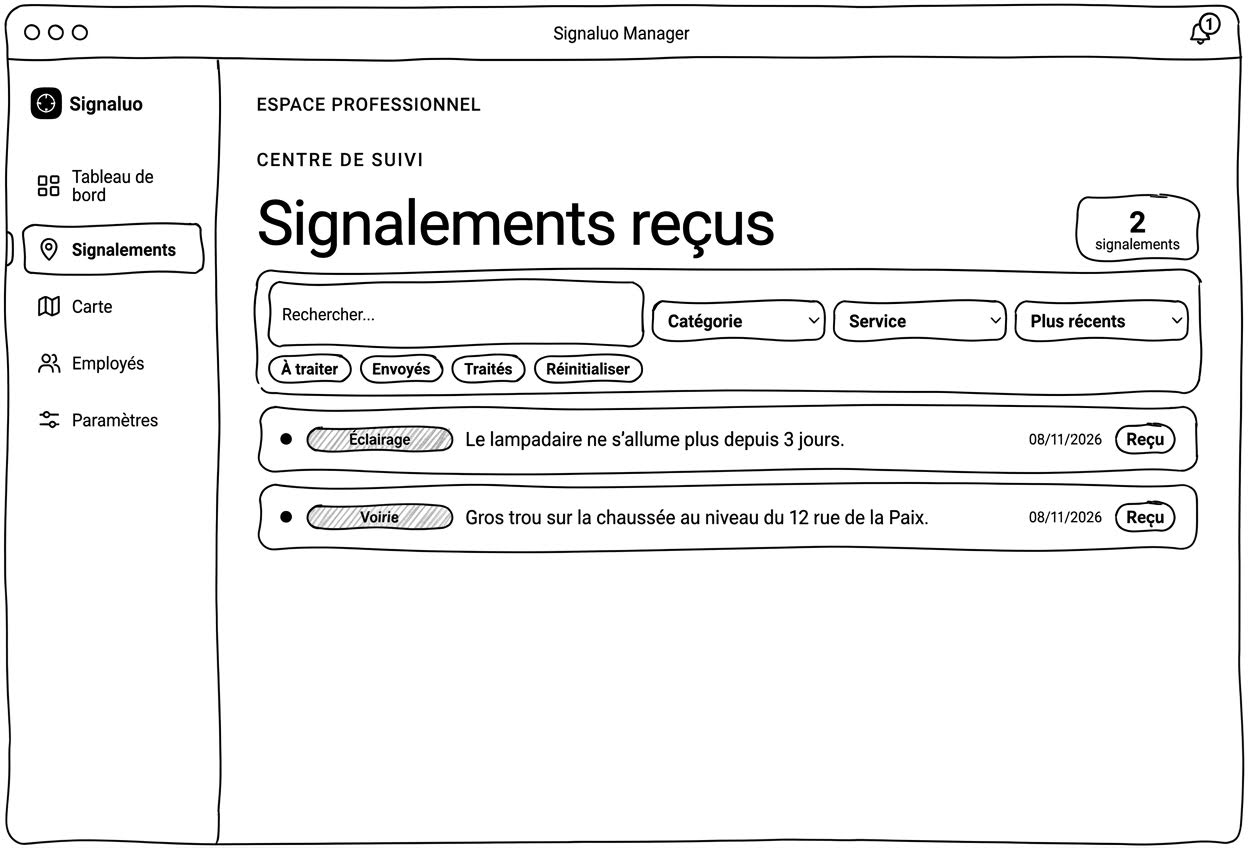 Signaluo Manager
1
Signaluo
Tableau de
bord
Signalements
Carte
Employés
Paramètres
ESPACE PROFESSIONNEL
CENTRE DE SUIVI
Signalements reçus
2
signalements
Rechercher...
Catégorie
Service
Plus récents
À traiter
Envoyés
Traités
Réinitialiser
Éclairage Le lampadaire ne s’allume plus depuis 3 jours. 08/11/2026 Reçu
Voirie Gros trou sur la chaussée au niveau du 12 rue de la Paix. 08/11/2026 Reçu